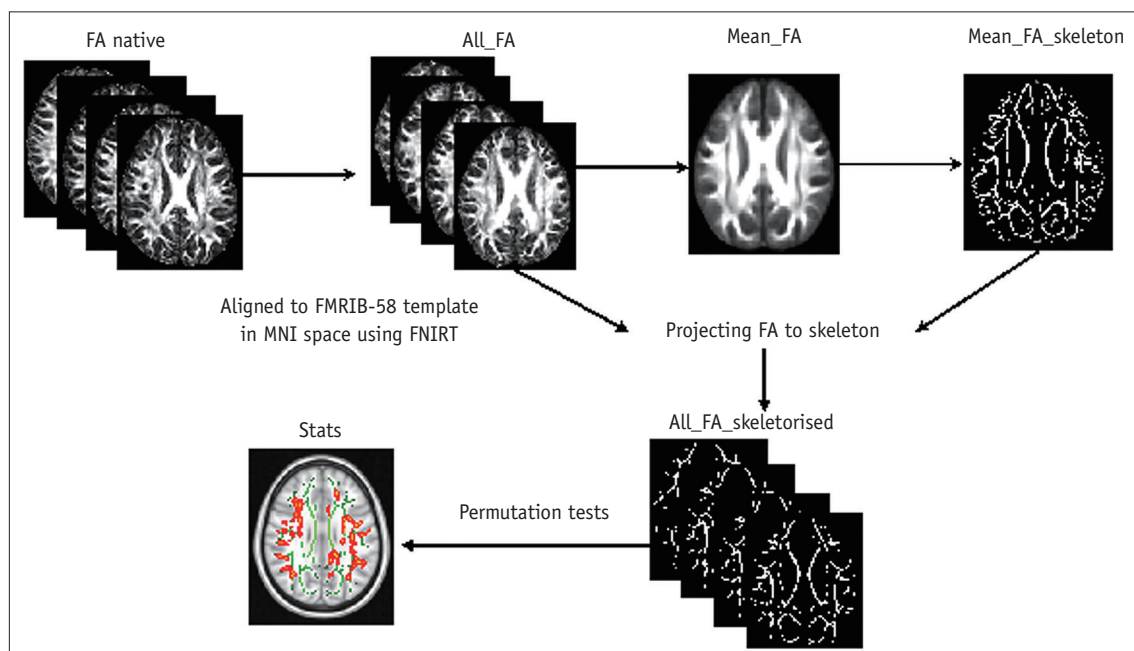 FA native
All_FA
Mean_FA
Mean_FA_skeleton
Aligned to FMRIB-58 template
in MNI space using FNIRT
Projecting FA to skeleton
All_FA_skeletorised
Stats
Permutation tests